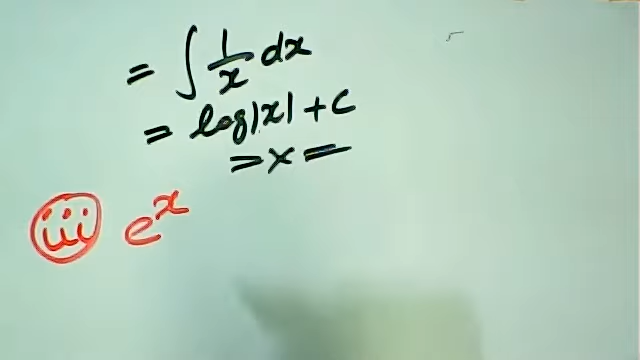 = ∫ 1/x dx
= log|x| + c
= x =
iii e^x